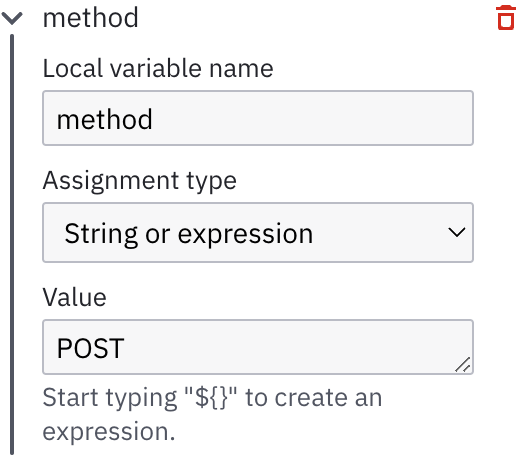 method
Local variable name
method
Assignment type
String or expression
Value
POST
Start typing "${}" to create an
expression.